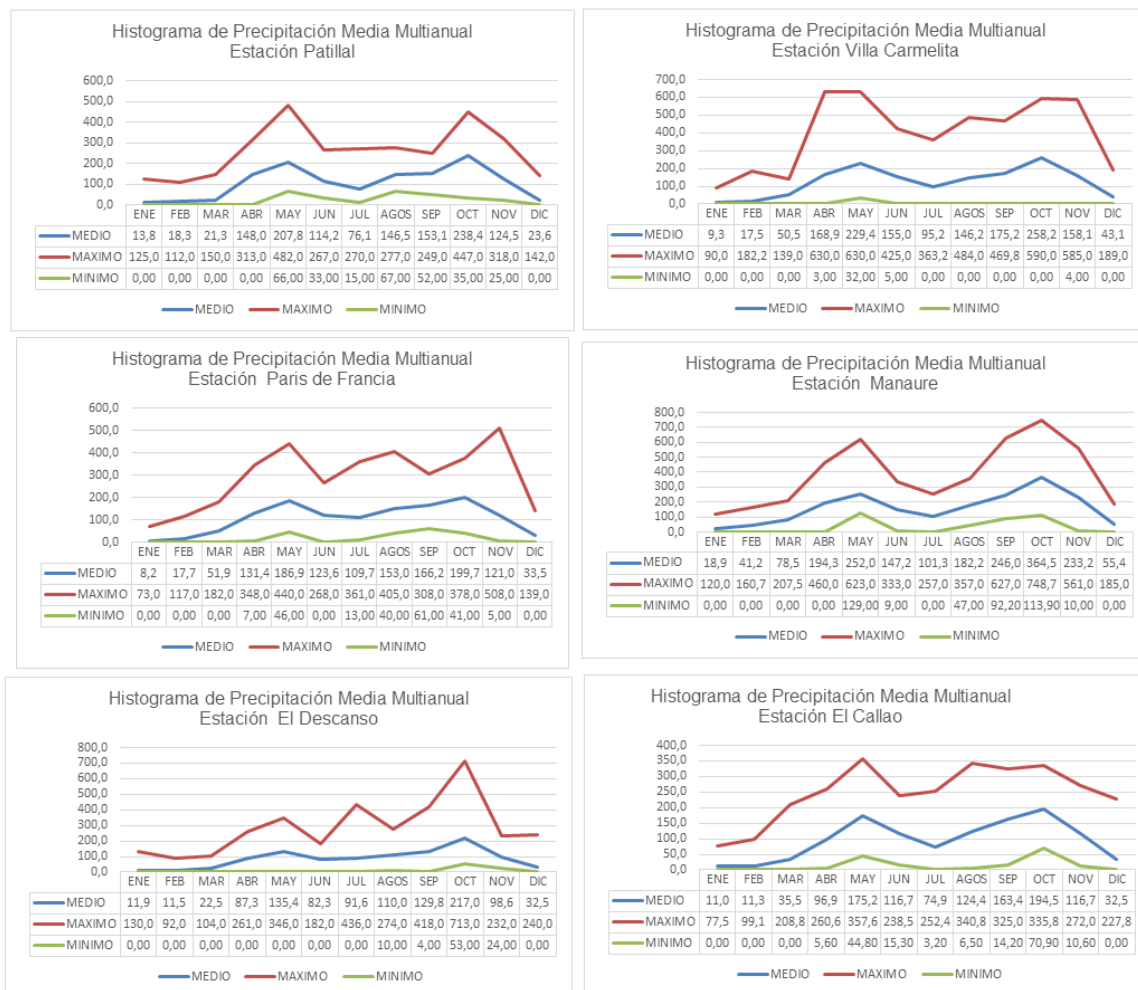 Histograma de Precipitación Media Multianual
Estación Patillal
600,0
500,0
400,0
300,0
200,0
100,0
0,0
ENE FEB MAR ABR MAY JUN JUL AGOS SEP OCT NOV DIC
MEDIO 13,8 18,3 21,3 148,0 207,8 114,2 76,1 146,5 153,1 238,4 124,5 23,6
MAXIMO 125,0 112,0 150,0 313,0 482,0 267,0 270,0 277,0 249,0 447,0 318,0 142,0
MINIMO 0,00 0,00 0,00 0,00 66,00 33,00 15,00 67,00 52,00 35,00 25,00 0,00
MEDIO MAXIMO MINIMO
Histograma de Precipitación Media Multianual
Estación Villa Carmelita
700,0
600,0
500,0
400,0
300,0
200,0
100,0
0,0
ENE FEB MAR ABR MAY JUN JUL AGOS SEP OCT NOV DIC
MEDIO 9,3 17,5 50,5 168,9 229,4 155,0 95,2 146,2 175,2 258,2 158,1 43,1
MAXIMO 90,0 182,2 139,0 630,0 630,0 425,0 363,2 484,0 469,8 590,0 585,0 189,0
MINIMO 0,00 0,00 0,00 3,00 32,00 5,00 0,00 0,00 0,00 0,00 4,00 0,00
MEDIO MAXIMO MINIMO
Histograma de Precipitación Media Multianual
Estación Paris de Francia
600,0
500,0
400,0
300,0
200,0
100,0
0,0
ENE FEB MAR ABR MAY JUN JUL AGOS SEP OCT NOV DIC
MEDIO 8,2 17,7 51,9 131,4 186,9 123,6 109,7 153,0 166,2 199,7 121,0 33,5
MAXIMO 73,0 117,0 182,0 348,0 440,0 268,0 361,0 405,0 308,0 378,0 508,0 139,0
MINIMO 0,00 0,00 0,00 7,00 46,00 0,00 13,00 40,00 61,00 41,00 5,00 0,00
MEDIO MAXIMO MINIMO
Histograma de Precipitación Media Multianual
Estación Manaure
800,0
700,0
600,0
500,0
400,0
300,0
200,0
100,0
0,0
ENE FEB MAR ABR MAY JUN JUL AGOS SEP OCT NOV DIC
MEDIO 18,9 41,2 78,5 194,3 252,0 147,2 101,3 182,2 246,0 364,5 233,2 55,4
MAXIMO 120,0 160,7 207,5 460,0 623,0 333,0 257,0 357,0 627,0 748,7 561,0 185,0
MINIMO 0,00 0,00 0,00 0,00 129,00 9,00 0,00 47,00 92,20 113,90 10,00 0,00
MEDIO MAXIMO MINIMO
Histograma de Precipitación Media Multianual
Estación El Descanso
800,0
700,0
600,0
500,0
400,0
300,0
200,0
100,0
0,0
ENE FEB MAR ABR MAY JUN JUL AGOS SEP OCT NOV DIC
MEDIO 11,9 11,5 22,5 87,3 135,4 82,3 91,6 110,0 129,8 217,0 98,6 32,5
MAXIMO 130,0 92,0 104,0 261,0 346,0 182,0 436,0 274,0 418,0 713,0 232,0 240,0
MINIMO 0,00 0,00 0,00 0,00 0,00 0,00 0,00 10,00 4,00 53,00 24,00 0,00
MEDIO MAXIMO MINIMO
Histograma de Precipitación Media Multianual
Estación El Callao
400,0
350,0
300,0
250,0
200,0
150,0
100,0
50,0
0,0
ENE FEB MAR ABR MAY JUN JUL AGOS SEP OCT NOV DIC
MEDIO 11,0 11,3 35,5 96,9 175,2 116,7 74,9 124,4 163,4 194,5 116,7 32,5
MAXIMO 77,5 99,1 208,8 260,6 357,6 238,5 252,4 340,8 325,0 335,8 272,0 227,8
MINIMO 0,00 0,00 0,00 5,60 44,80 15,30 3,20 6,50 14,20 70,90 10,60 0,00
MEDIO MAXIMO MINIMO